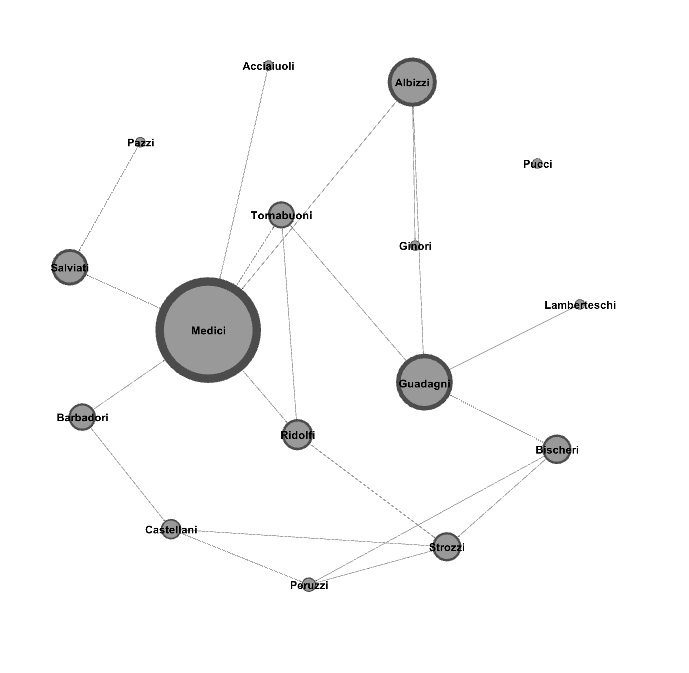 Acciaiuoli
Albizzi
Pazzi
Pucci
Tornabuoni
Ginori
Salviati
Lamberteschi
Medici
Guadagni
Barbadori
Ridolfi
Bischeri
Castellani
Strozzi
Peruzzi